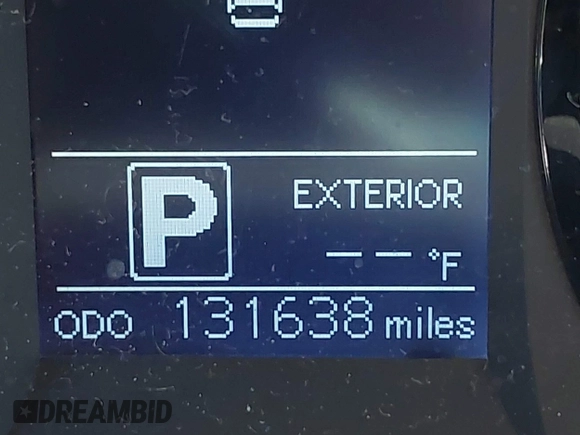 P
EXTERIOR
-- °F
ODO 131638 miles
DREAMBID